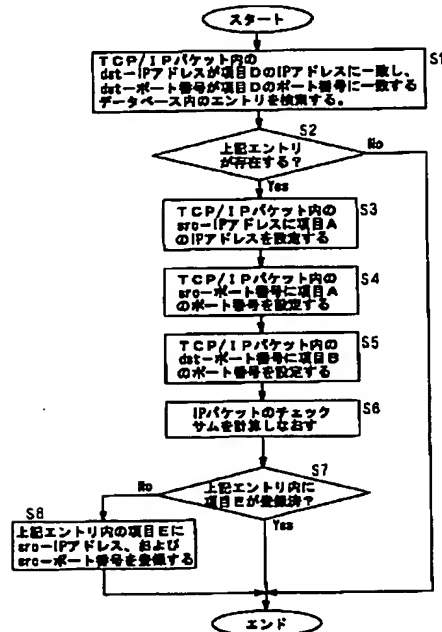 スタート
S1
TCP/IPパケット内の
dst－IPアドレスが項目DのIPアドレスに一致し、
dst－ポート番号が項目Dのポート番号に一致する
データベース内のエントリを検索する。
S2
上記エントリ
が存在する?
No
Yes
S3
TCP/IPパケット内の
src－IPアドレスに項目A
のIPアドレスを設定する
S4
TCP/IPパケット内の
src－ポート番号に項目A
のポート番号を設定する
S5
TCP/IPパケット内の
dst－ポート番号に項目B
のポート番号を設定する
S6
IPパケットのチェック
サムを計算しなおす
S7
上記エントリ内に
項目Eが登録済?
No
Yes
S8
上記エントリ内の項目Eに
src－IPアドレス、および
src－ポート番号を登録する
エンド